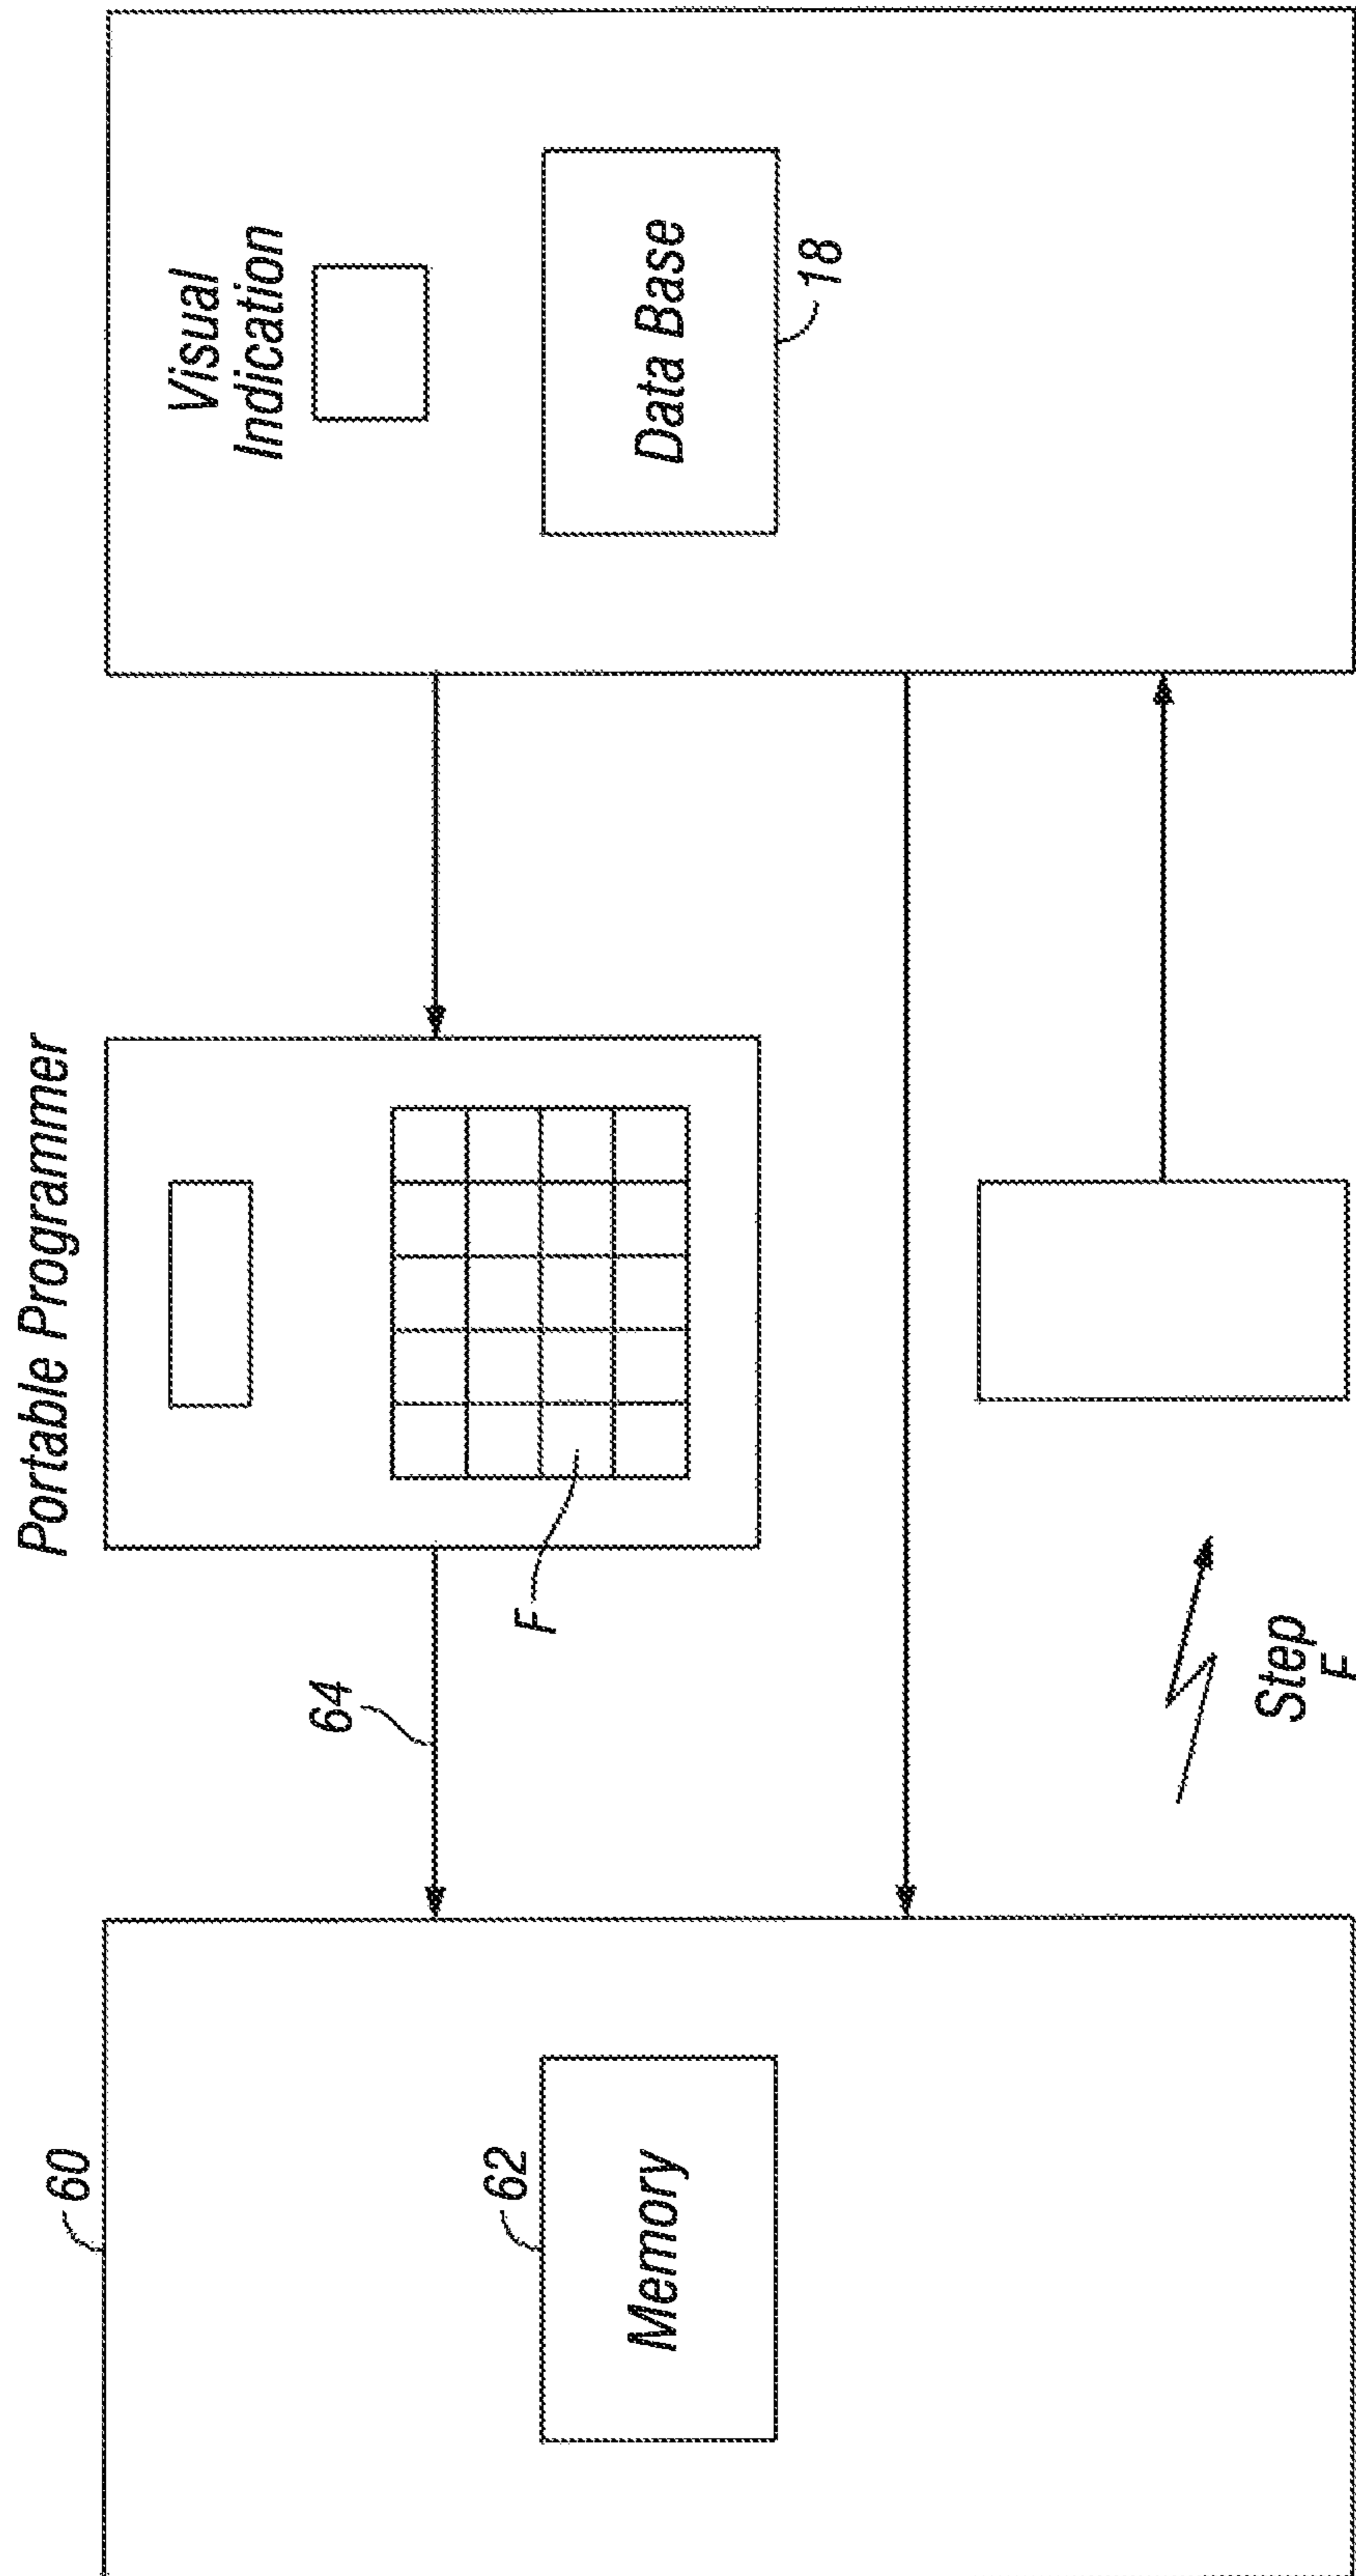 Portable Programmer
60
Visual
Indication
64
62
F
Memory
Data Base
18
Step